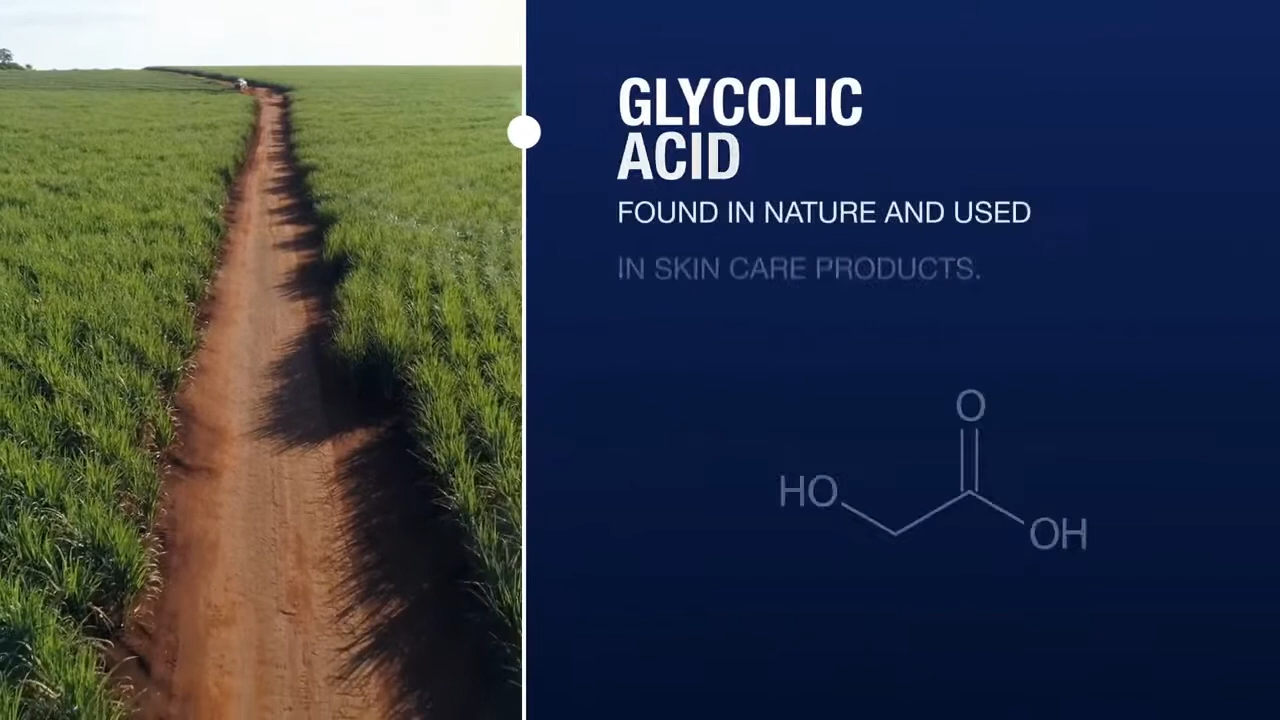 GLYCOLIC
ACID
FOUND IN NATURE AND USED
IN SKIN CARE PRODUCTS.
O
HO
OH